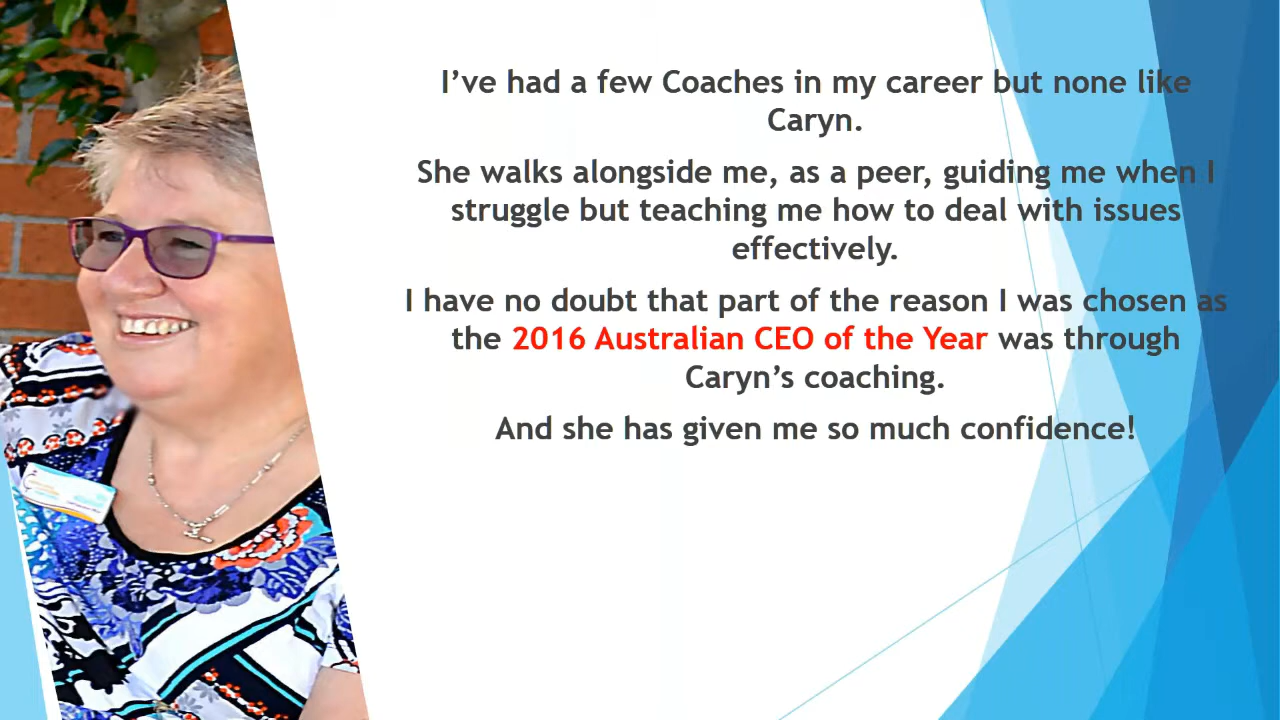 I’ve had a few Coaches in my career but none like
Caryn.
She walks alongside me, as a peer, guiding me when I
struggle but teaching me how to deal with issues
effectively.
I have no doubt that part of the reason I was chosen as
the 2016 Australian CEO of the Year was through
Caryn’s coaching.
And she has given me so much confidence!